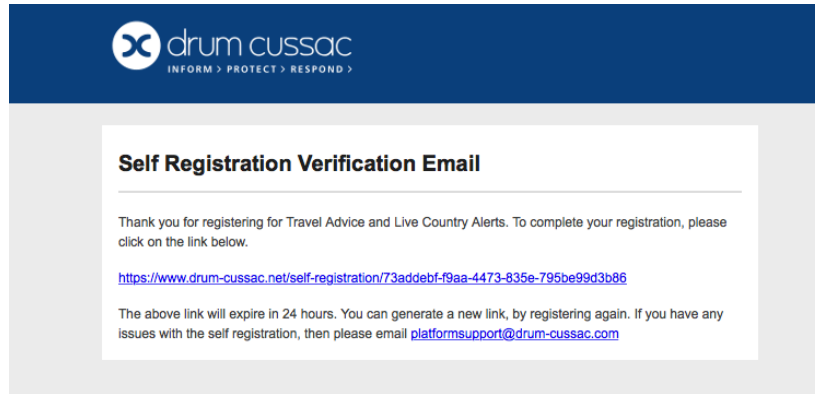 drum cussac
INFORM > PROTECT > RESPOND >
Self Registration Verification Email
Thank you for registering for Travel Advice and Live Country Alerts. To complete your registration, please
click on the link below.
https://www.drum-cussac.net/self-registration/73addebf-f9aa-4473-835e-795be99d3b86
The above link will expire in 24 hours. You can generate a new link, by registering again. If you have any
issues with the self registration, then please email platformsupport@drum-cussac.com